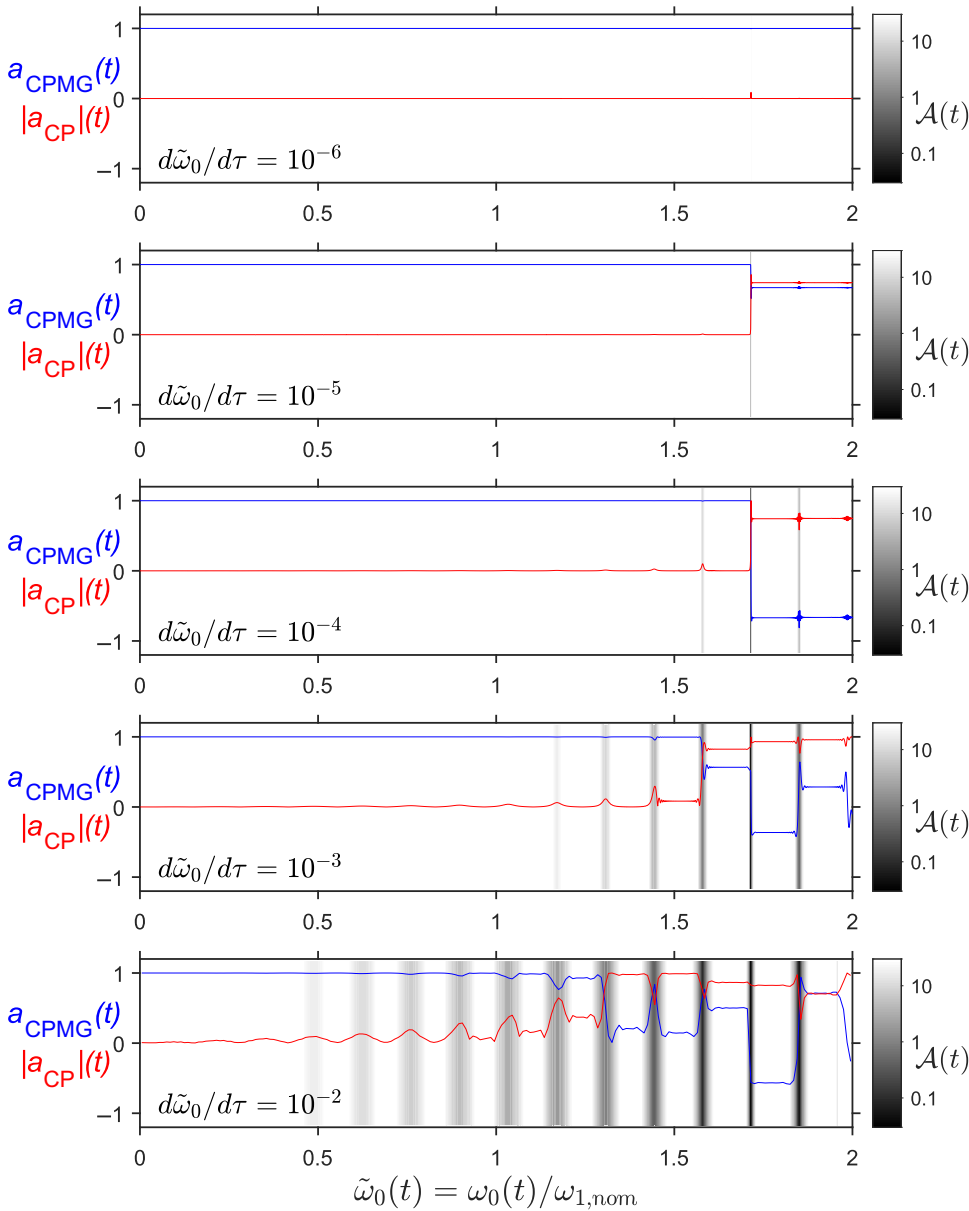 1
0
−1
a_CPMG(t)
|a_CP|(t)
dω̃₀/dτ = 10⁻⁶
0 0.5 1 1.5 2
10
1
0.1
𝒜(t)
1
0
−1
a_CPMG(t)
|a_CP|(t)
dω̃₀/dτ = 10⁻⁵
0 0.5 1 1.5 2
10
1
0.1
𝒜(t)
1
0
−1
a_CPMG(t)
|a_CP|(t)
dω̃₀/dτ = 10⁻⁴
0 0.5 1 1.5 2
10
1
0.1
𝒜(t)
1
0
−1
a_CPMG(t)
|a_CP|(t)
dω̃₀/dτ = 10⁻³
0 0.5 1 1.5 2
10
1
0.1
𝒜(t)
1
0
−1
a_CPMG(t)
|a_CP|(t)
dω̃₀/dτ = 10⁻²
0 0.5 1 1.5 2
10
1
0.1
𝒜(t)
ω̃₀(t) = ω₀(t)/ω₁,nom